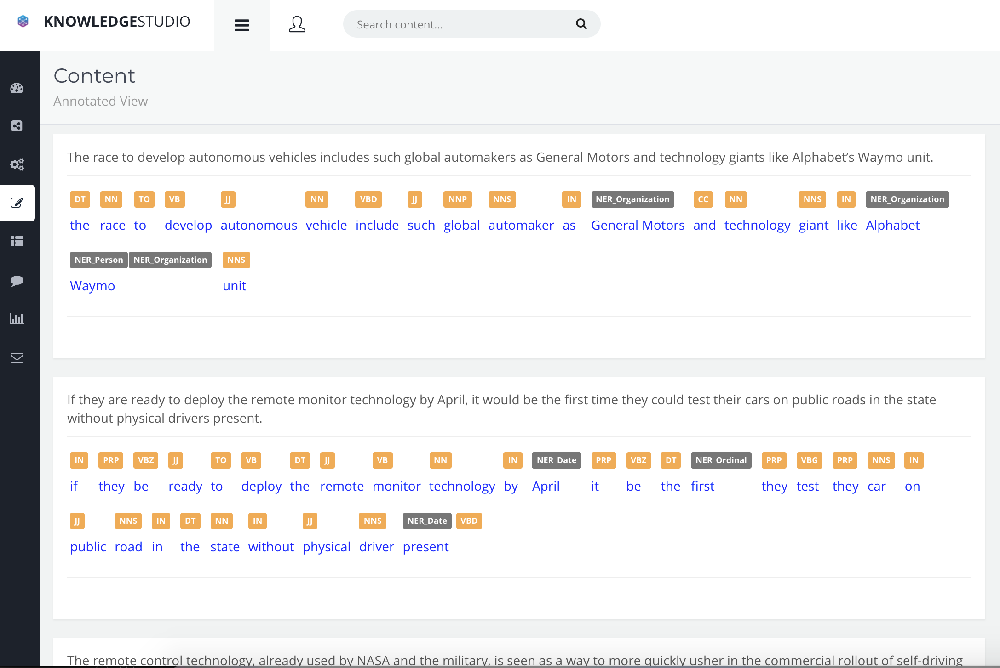 KNOWLEDGESTUDIO
Search content...
Content
Annotated View
The race to develop autonomous vehicles includes such global automakers as General Motors and technology giants like Alphabet’s Waymo unit.
DT NN TO VB JJ NN VBD JJ NNP NNS IN NER_Organization CC NN NNS IN NER_Organization
the race to develop autonomous vehicle include such global automaker as General Motors and technology giant like Alphabet
NER_Person NER_Organization NNS
Waymo unit
If they are ready to deploy the remote monitor technology by April, it would be the first time they could test their cars on public roads in the state
without physical drivers present.
IN PRP VBZ JJ TO VB DT JJ VB NN IN NER_Date PRP VBZ DT NER_Ordinal PRP VBG PRP NNS IN
if they be ready to deploy the remote monitor technology by April it be the first they test they car on
JJ NNS IN DT NN IN JJ NNS NER_Date VBD
public road in the state without physical driver present
The remote control technology, already used by NASA and the military, is seen as a way to more quickly usher in the commercial rollout of self-driving